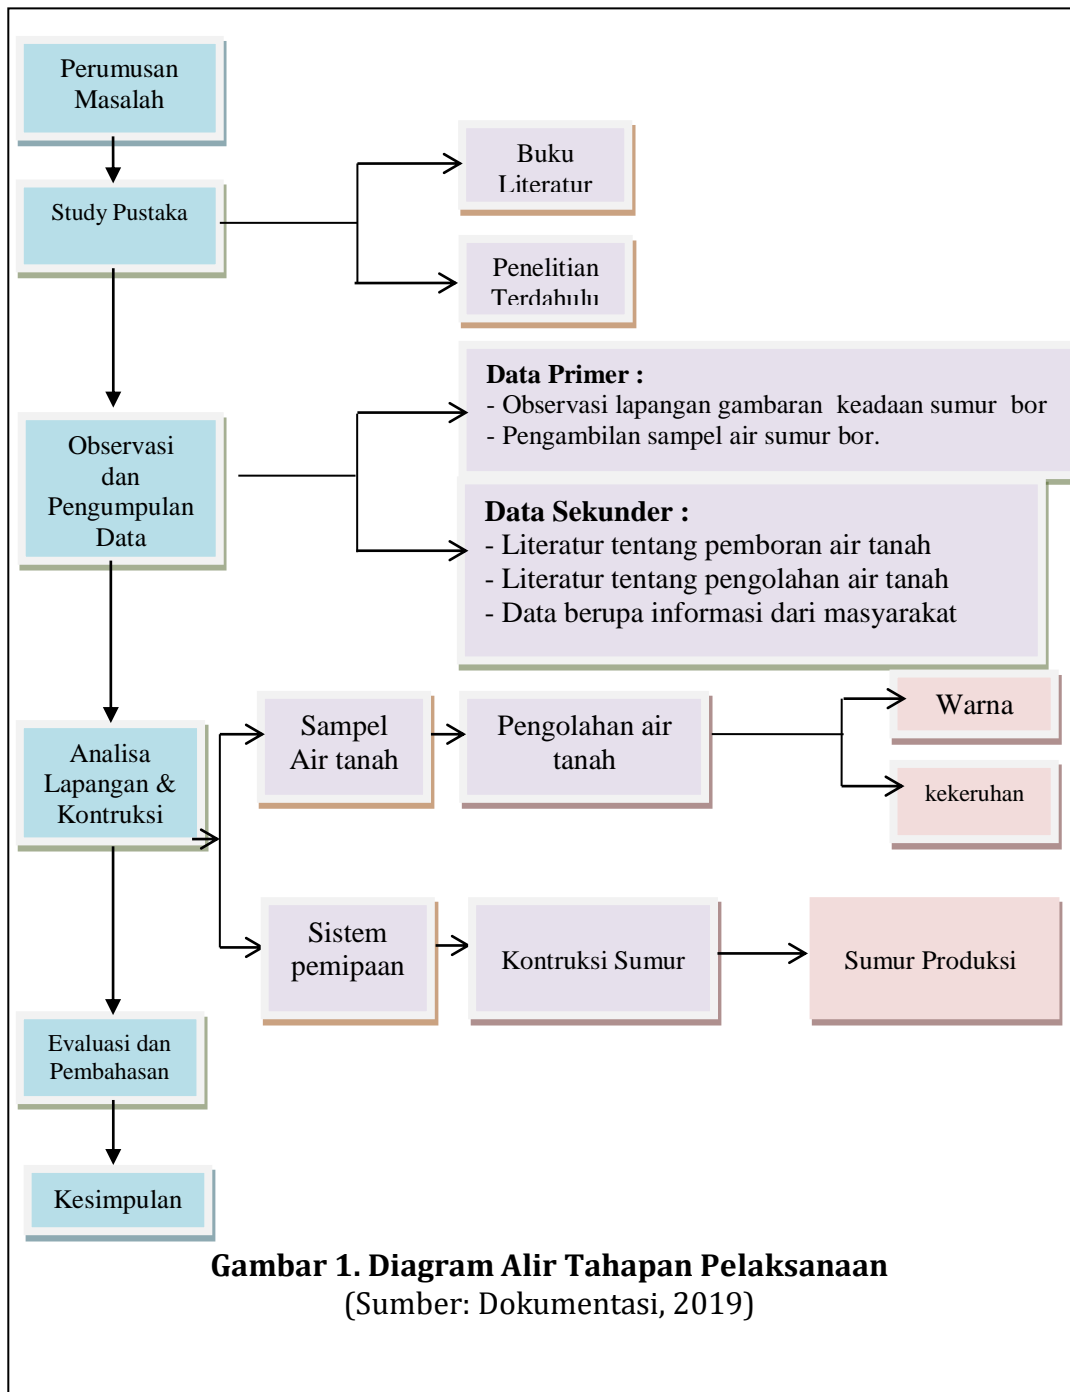 Perumusan
Masalah
Study Pustaka
Buku
Literatur
Penelitian
Terdahulu
Observasi
dan
Pengumpulan
Data
Data Primer :
- Observasi lapangan gambaran keadaan sumur bor
- Pengambilan sampel air sumur bor.
Data Sekunder :
- Literatur tentang pemboran air tanah
- Literatur tentang pengolahan air tanah
- Data berupa informasi dari masyarakat
Analisa
Lapangan &
Kontruksi
Sampel
Air tanah
Pengolahan air
tanah
Warna
kekeruhan
Sistem
pemipaan
Kontruksi Sumur
Sumur Produksi
Evaluasi dan
Pembahasan
Kesimpulan
Gambar 1. Diagram Alir Tahapan Pelaksanaan
(Sumber: Dokumentasi, 2019)